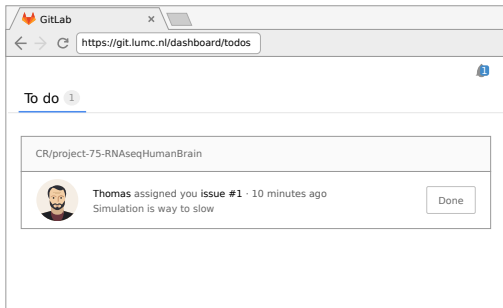 GitLab ×
https://git.lumc.nl/dashboard/todos
1
To do 1
CR/project-75-RNAseqHumanBrain
Thomas assigned you issue #1 · 10 minutes ago
Simulation is way to slow
Done